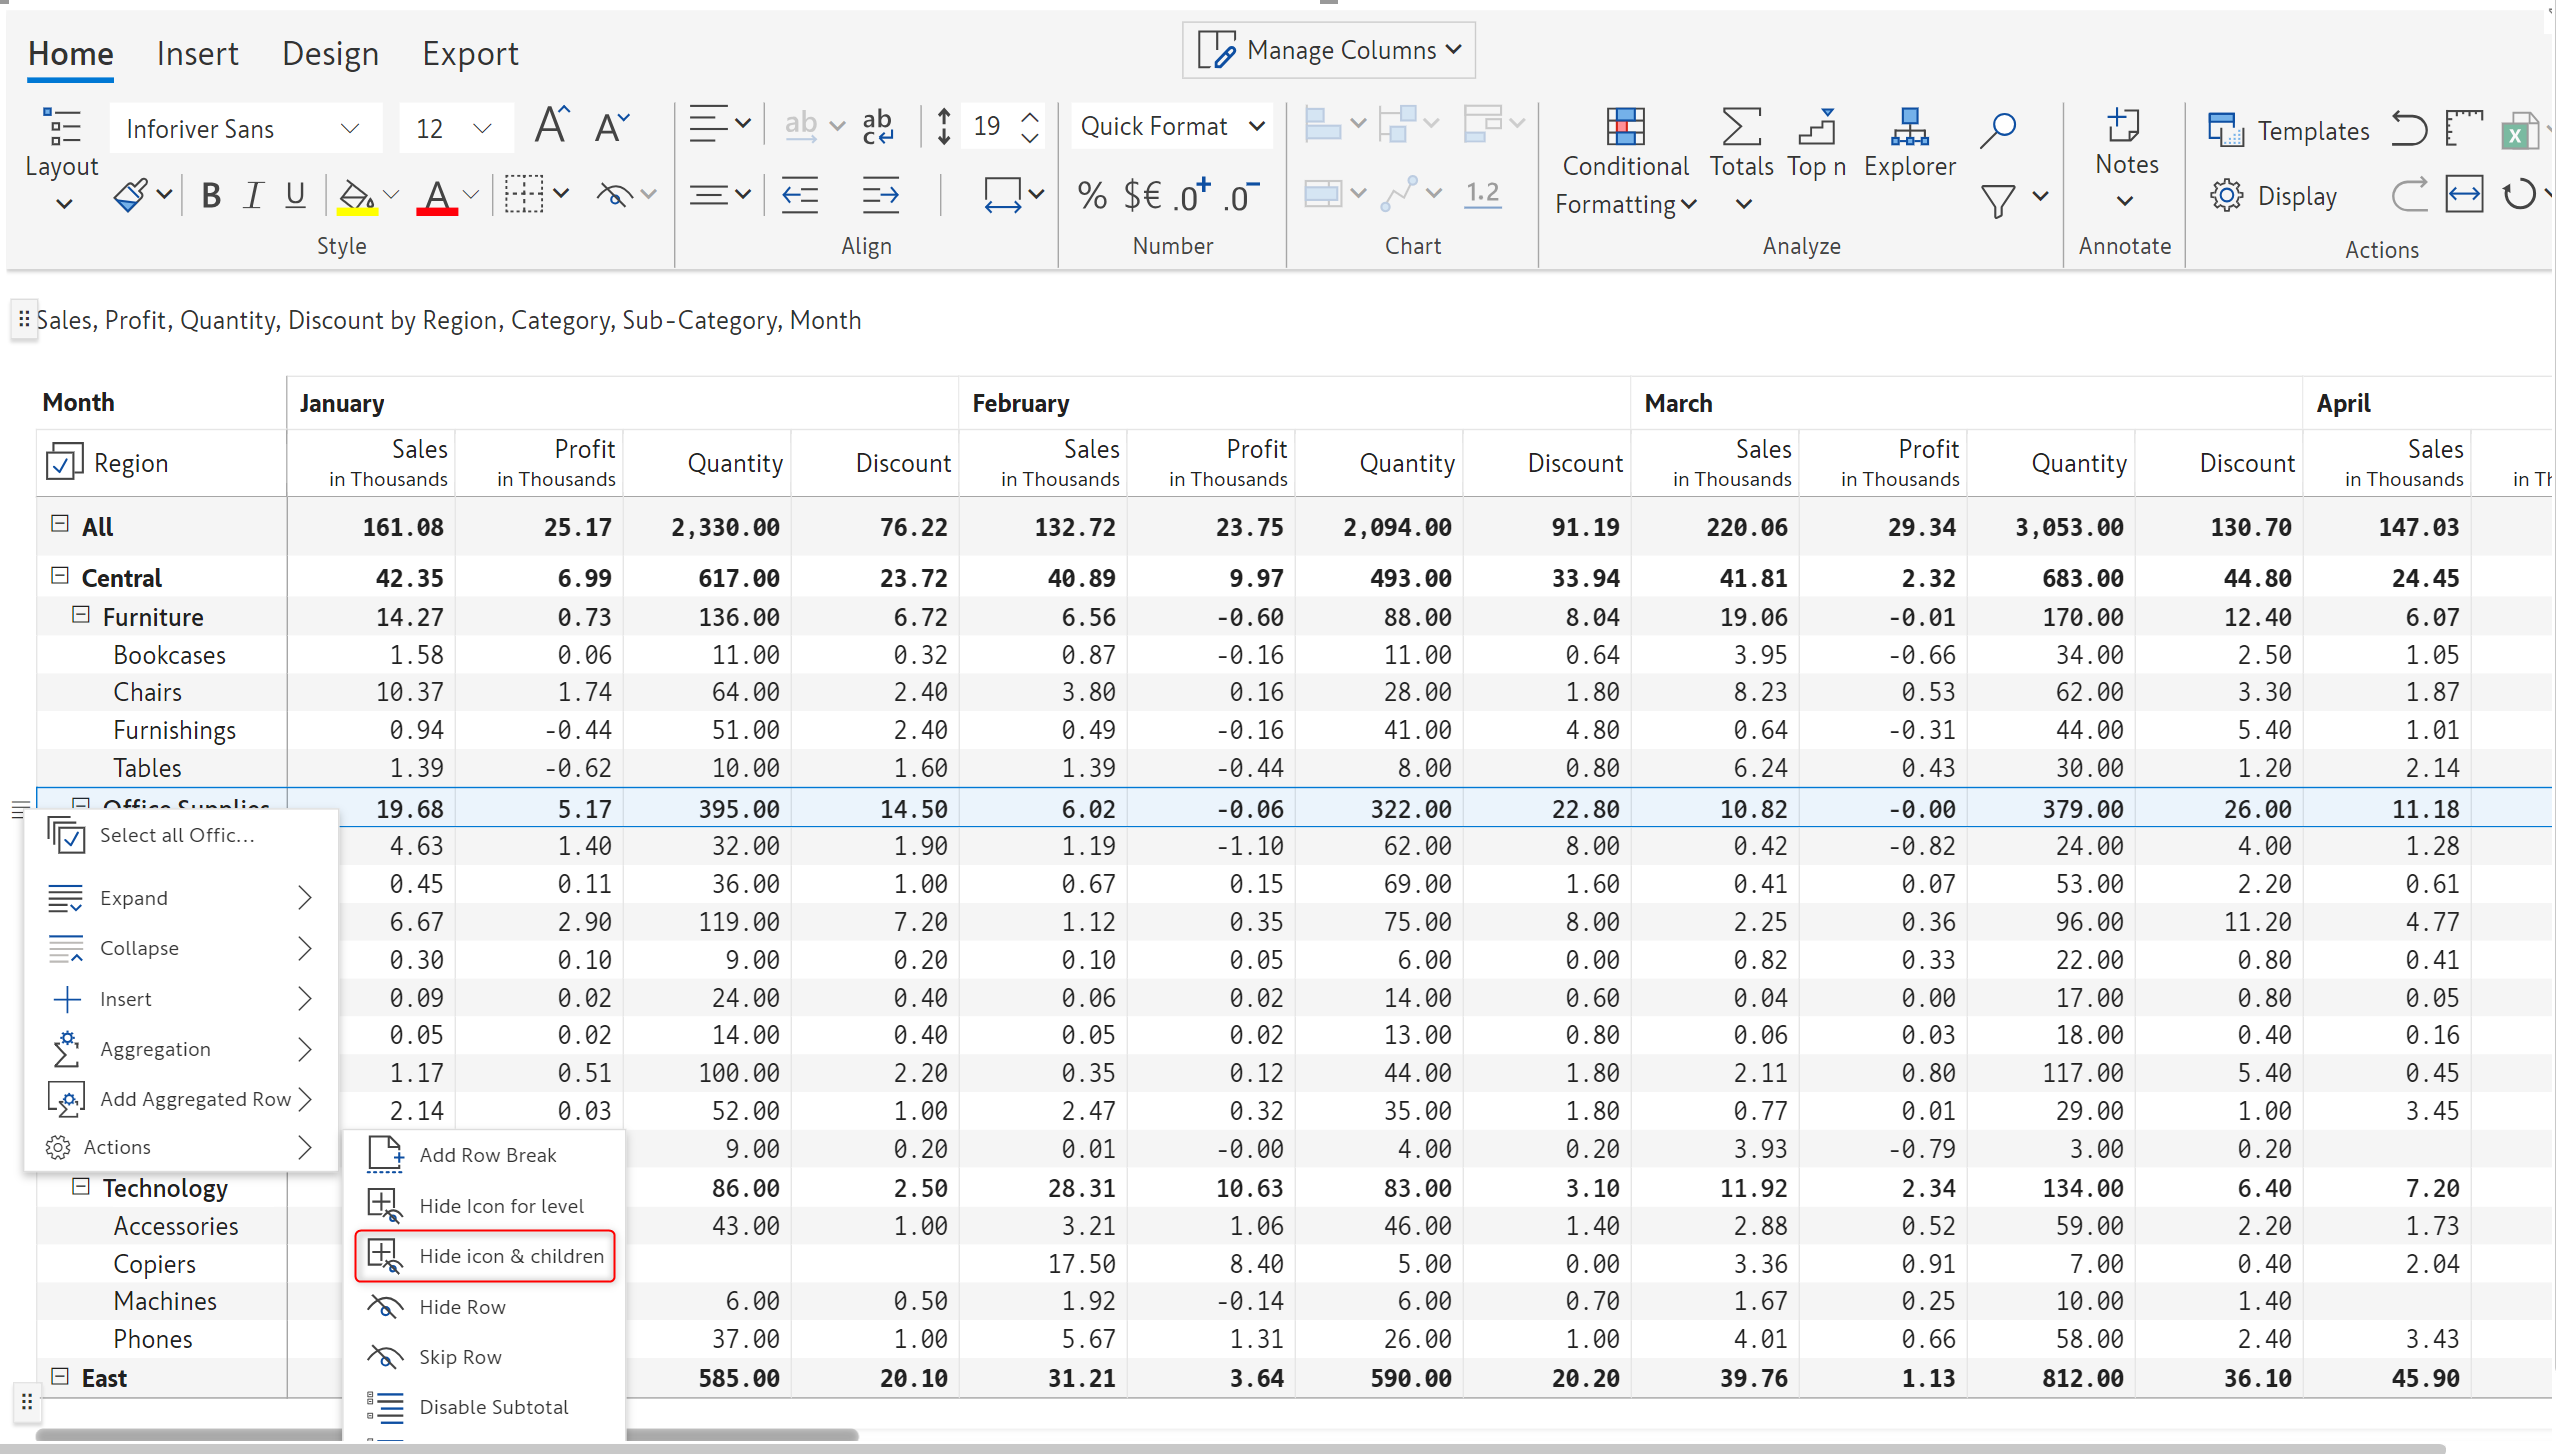 Home Insert Design Export Manage Columns
Inforiver Sans 12 A A ab ab c 19 Quick Format
Layout Conditional Formatting Totals Top n Explorer Notes Templates
B I U A % $€ .0+ .0- 1.2 Display
Style Align Number Chart Analyze Annotate Actions
Sales, Profit, Quantity, Discount by Region, Category, Sub-Category, Month
Month January February March April
Region Sales in Thousands Profit in Thousands Quantity Discount Sales in Thousands Profit in Thousands Quantity Discount Sales in Thousands Profit in Thousands Quantity Discount Sales in Thousands
All 161.08 25.17 2,330.00 76.22 132.72 23.75 2,094.00 91.19 220.06 29.34 3,053.00 130.70 147.03
Central 42.35 6.99 617.00 23.72 40.89 9.97 493.00 33.94 41.81 2.32 683.00 44.80 24.45
Furniture 14.27 0.73 136.00 6.72 6.56 -0.60 88.00 8.04 19.06 -0.01 170.00 12.40 6.07
Bookcases 1.58 0.06 11.00 0.32 0.87 -0.16 11.00 0.64 3.95 -0.66 34.00 2.50 1.05
Chairs 10.37 1.74 64.00 2.40 3.80 0.16 28.00 1.80 8.23 0.53 62.00 3.30 1.87
Furnishings 0.94 -0.44 51.00 2.40 0.49 -0.16 41.00 4.80 0.64 -0.31 44.00 5.40 1.01
Tables 1.39 -0.62 10.00 1.60 1.39 -0.44 8.00 0.80 6.24 0.43 30.00 1.20 2.14
Office Supplies 19.68 5.17 395.00 14.50 6.02 -0.06 322.00 22.80 10.82 -0.00 379.00 26.00 11.18
Select all Offic... 4.63 1.40 32.00 1.90 1.19 -1.10 62.00 8.00 0.42 -0.82 24.00 4.00 1.28
Expand 0.45 0.11 36.00 1.00 0.67 0.15 69.00 1.60 0.41 0.07 53.00 2.20 0.61
6.67 2.90 119.00 7.20 1.12 0.35 75.00 8.00 2.25 0.36 96.00 11.20 4.77
Collapse 0.30 0.10 9.00 0.20 0.10 0.05 6.00 0.00 0.82 0.33 22.00 0.80 0.41
Insert 0.09 0.02 24.00 0.40 0.06 0.02 14.00 0.60 0.04 0.00 17.00 0.80 0.05
Aggregation 0.05 0.02 14.00 0.40 0.05 0.02 13.00 0.80 0.06 0.03 18.00 0.40 0.16
1.17 0.51 100.00 2.20 0.35 0.12 44.00 1.80 2.11 0.80 117.00 5.40 0.45
Add Aggregated Row 2.14 0.03 52.00 1.00 2.47 0.32 35.00 1.80 0.77 0.01 29.00 1.00 3.45
Actions Add Row Break 9.00 0.20 0.01 -0.00 4.00 0.20 3.93 -0.79 3.00 0.20
Technology Hide Icon for level 86.00 2.50 28.31 10.63 83.00 3.10 11.92 2.34 134.00 6.40 7.20
Accessories 43.00 1.00 3.21 1.06 46.00 1.40 2.88 0.52 59.00 2.20 1.73
Copiers Hide icon & children 17.50 8.40 5.00 0.00 3.36 0.91 7.00 0.40 2.04
Machines Hide Row 6.00 0.50 1.92 -0.14 6.00 0.70 1.67 0.25 10.00 1.40
Phones Skip Row 37.00 1.00 5.67 1.31 26.00 1.00 4.01 0.66 58.00 2.40 3.43
East 585.00 20.10 31.21 3.64 590.00 20.20 39.76 1.13 812.00 36.10 45.90
Disable Subtotal